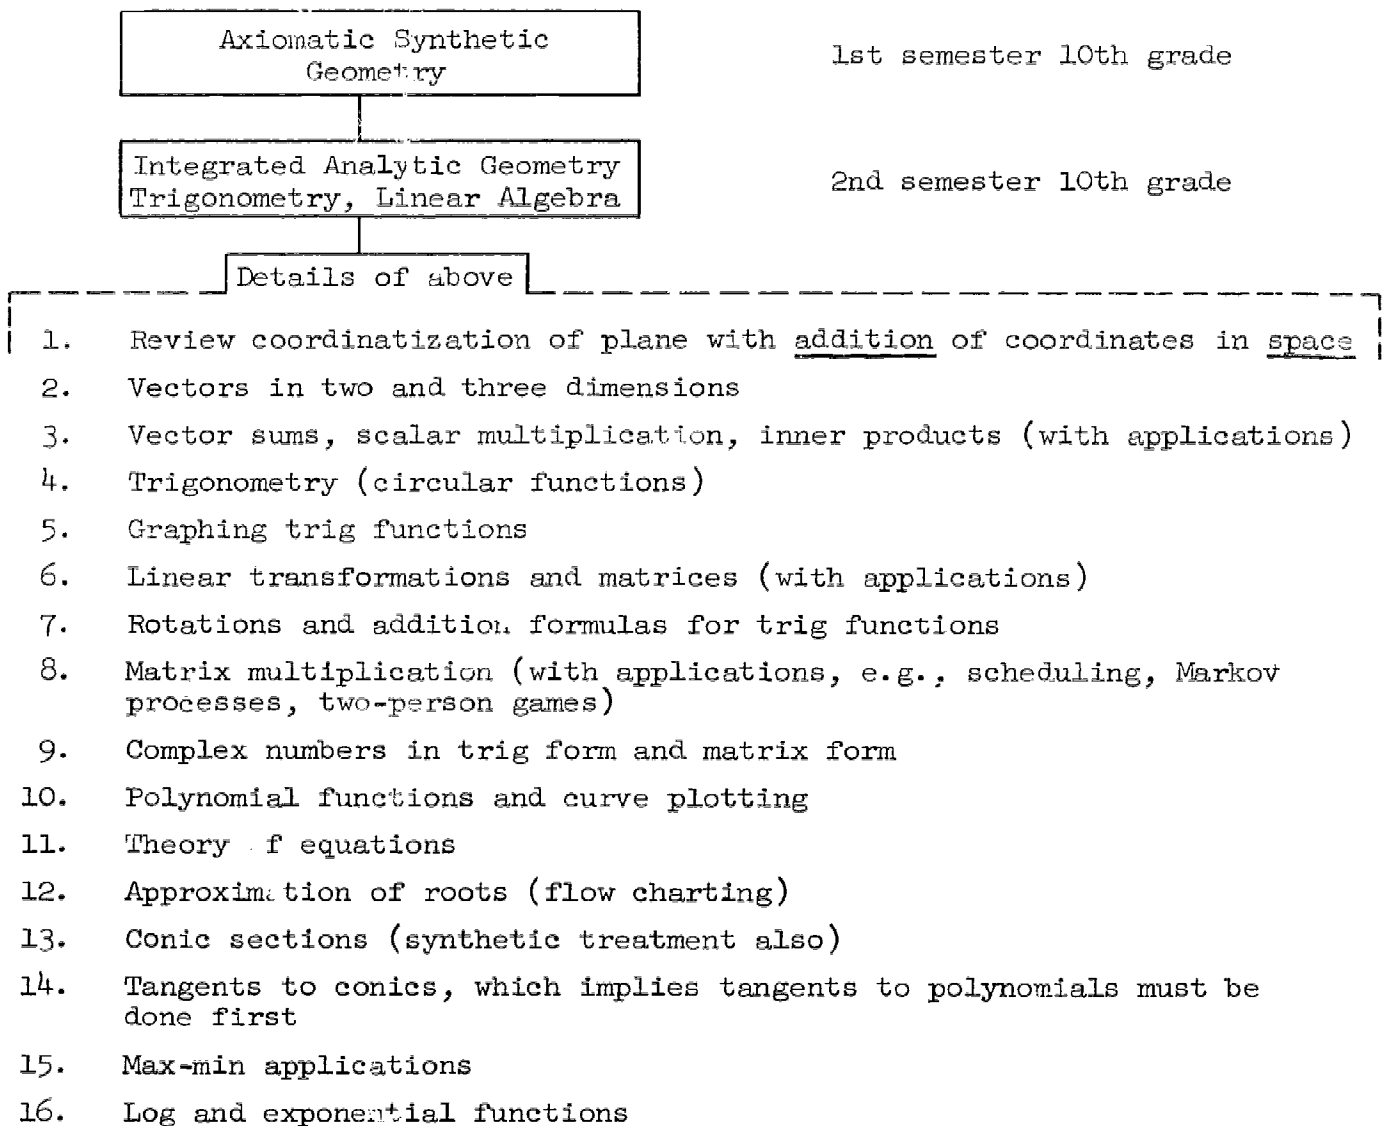 Axiomatic Synthetic
Geometry
1st semester 10th grade
Integrated Analytic Geometry
Trigonometry, Linear Algebra
2nd semester 10th grade
Details of above
1. Review coordinatization of plane with addition of coordinates in space
2. Vectors in two and three dimensions
3. Vector sums, scalar multiplication, inner products (with applications)
4. Trigonometry (circular functions)
5. Graphing trig functions
6. Linear transformations and matrices (with applications)
7. Rotations and addition formulas for trig functions
8. Matrix multiplication (with applications, e.g., scheduling, Markov
processes, two-person games)
9. Complex numbers in trig form and matrix form
10. Polynomial functions and curve plotting
11. Theory f equations
12. Approximation of roots (flow charting)
13. Conic sections (synthetic treatment also)
14. Tangents to conics, which implies tangents to polynomials must be
done first
15. Max-min applications
16. Log and exponential functions